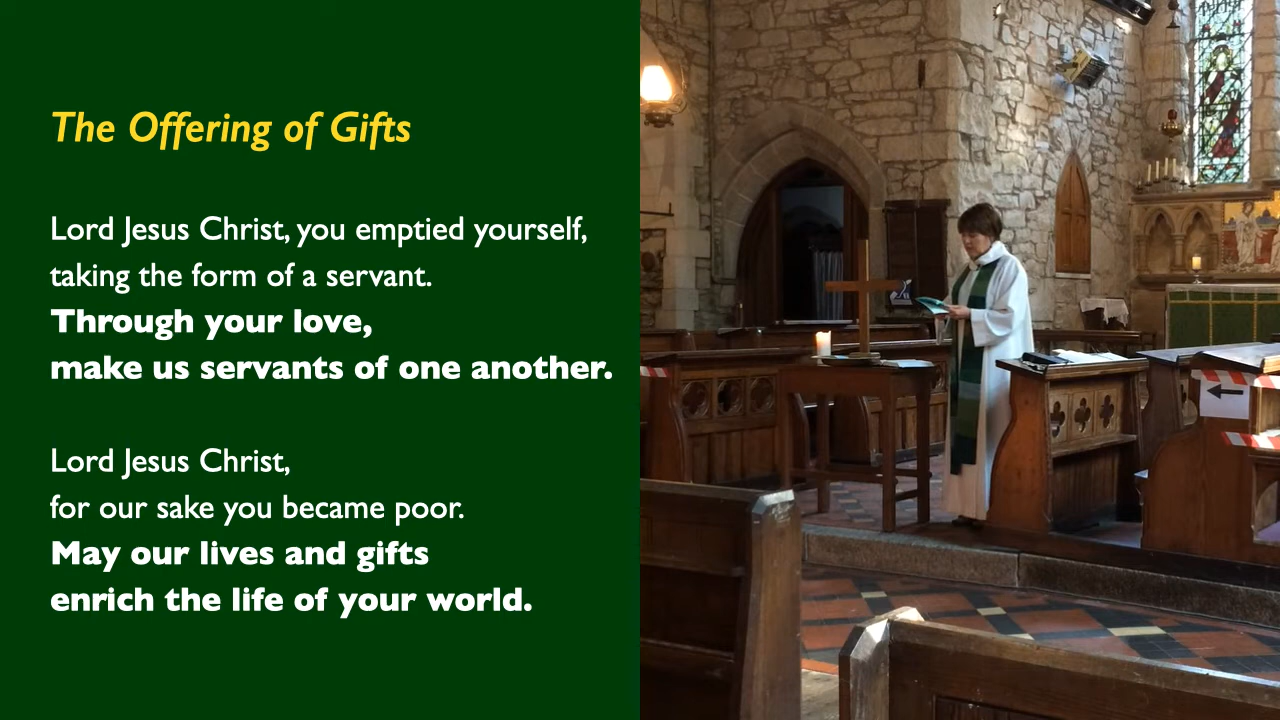 The Offering of Gifts
Lord Jesus Christ, you emptied yourself,
taking the form of a servant.
Through your love,
make us servants of one another.
Lord Jesus Christ,
for our sake you became poor.
May our lives and gifts
enrich the life of your world.